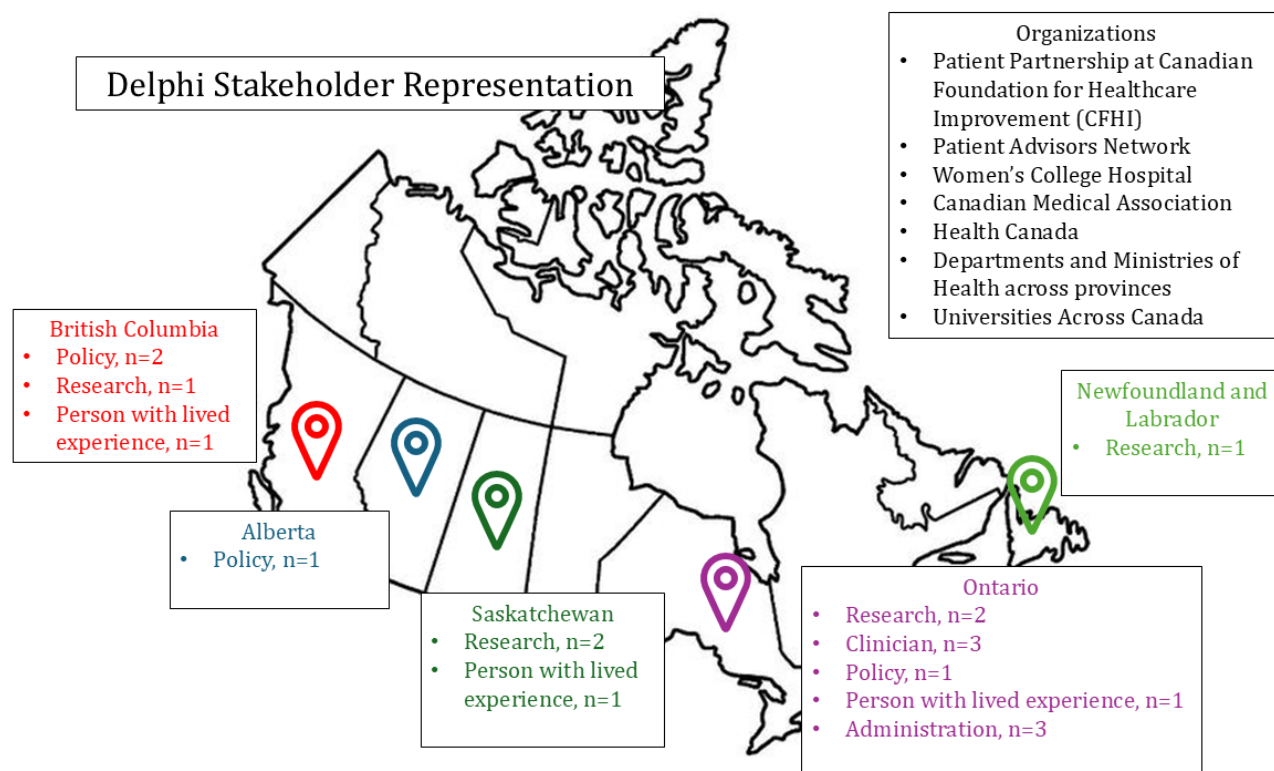 Delphi Stakeholder Representation
Organizations
• Patient Partnership at Canadian
Foundation for Healthcare
Improvement (CFHI)
• Patient Advisors Network
• Women’s College Hospital
• Canadian Medical Association
• Health Canada
• Departments and Ministries of
Health across provinces
• Universities Across Canada
British Columbia
• Policy, n=2
• Research, n=1
• Person with lived
experience, n=1
Alberta
• Policy, n=1
Saskatchewan
• Research, n=2
• Person with lived
experience, n=1
Ontario
• Research, n=2
• Clinician, n=3
• Policy, n=1
• Person with lived experience, n=1
• Administration, n=3
Newfoundland and
Labrador
• Research, n=1